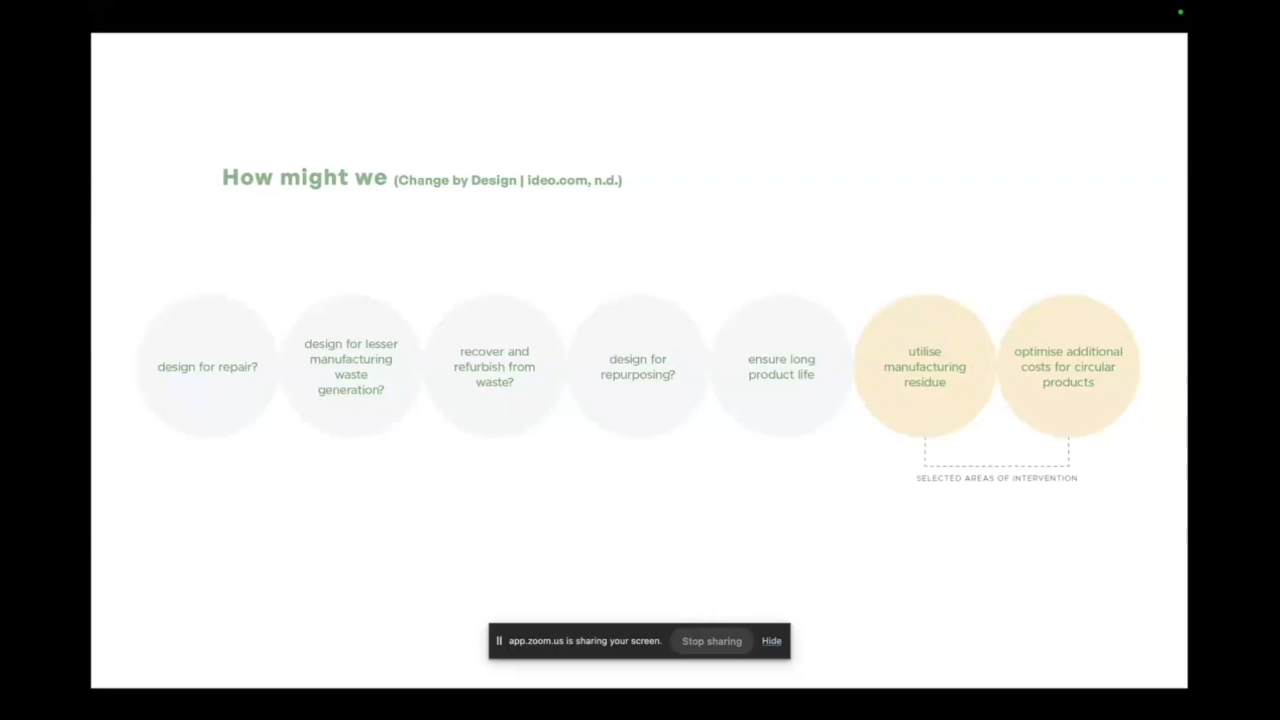 How might we (Change by Design | ideo.com, n.d.)
design for repair?
design for lesser
manufacturing
waste
generation?
recover and
refurbish from
waste?
design for
repurposing?
ensure long
product life
utilise
manufacturing
residue
optimise additional
costs for circular
products
SELECTED AREAS OF INTERVENTION
app.zoom.us is sharing your screen. Stop sharing Hide